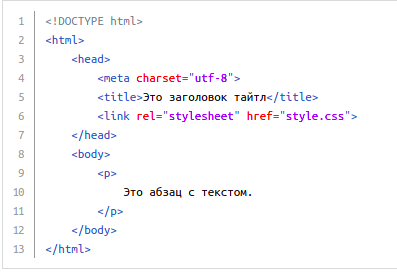 1 <!DOCTYPE html>
2 <html>
3     <head>
4         <meta charset="utf-8">
5         <title>Это заголовок тайтл</title>
6         <link rel="stylesheet" href="style.css">
7     </head>
8     <body>
9         <p>
10             Это абзац с текстом.
11         </p>
12     </body>
13 </html>